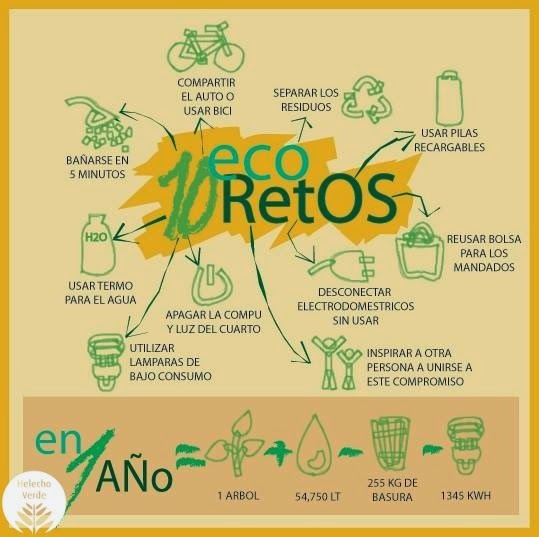 COMPARTIR
EL AUTO O
USAR BICI
SEPARAR LOS
RESIDUOS
USAR PILAS
RECARGABLES
BAÑARSE EN
5 MINUTOS
10 eco
RetOS
H2O
USAR TERMO
PARA EL AGUA
REUSAR BOLSA
PARA LOS
MANDADOS
APAGAR LA COMPU
Y LUZ DEL CUARTO
DESCONECTAR
ELECTRODOMESTICOS
SIN USAR
UTILIZAR
LAMPARAS DE
BAJO CONSUMO
INSPIRAR A OTRA
PERSONA A UNIRSE A
ESTE COMPROMISO
en
1 AÑo = + - -
1 ARBOL
54,750 LT
255 KG DE
BASURA
1345 KWH
Helecho
Verde